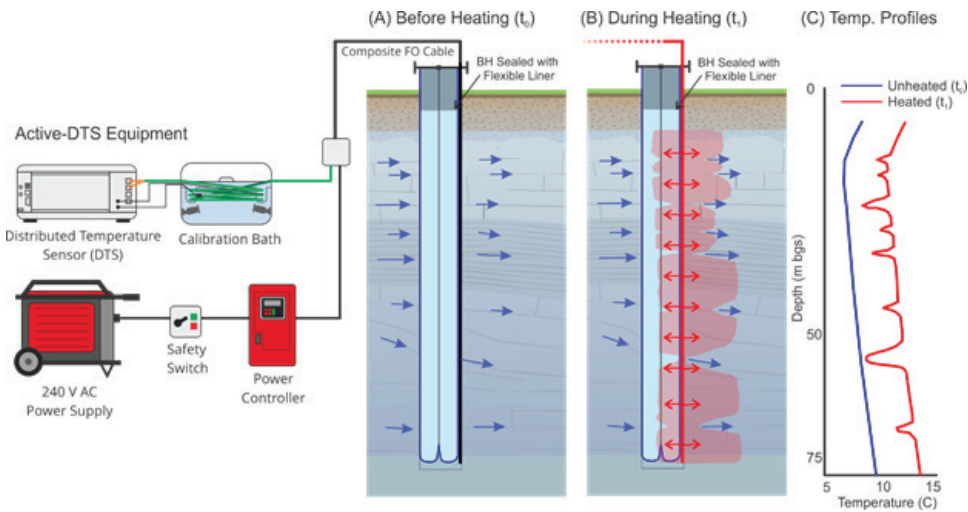 (A) Before Heating (t₀)
(B) During Heating (t₁)
(C) Temp. Profiles
Composite FO Cable
BH Sealed with
Flexible Liner
BH Sealed with
Flexible Liner
0
Unheated (t₀)
Heated (t₁)
Active-DTS Equipment
Distributed Temperature
Sensor (DTS)
Calibration Bath
Safety
Switch
Power
Controller
240 V AC
Power Supply
Depth (m bgs)
50
75
5
10
15
Temperature (C)